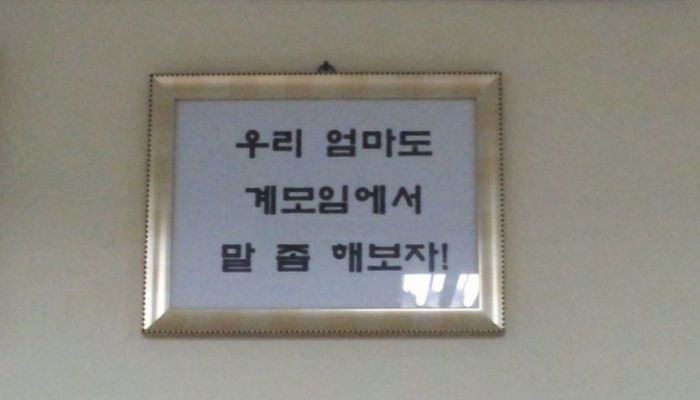 우리 엄마도
계모임에서
말 좀 해보자!